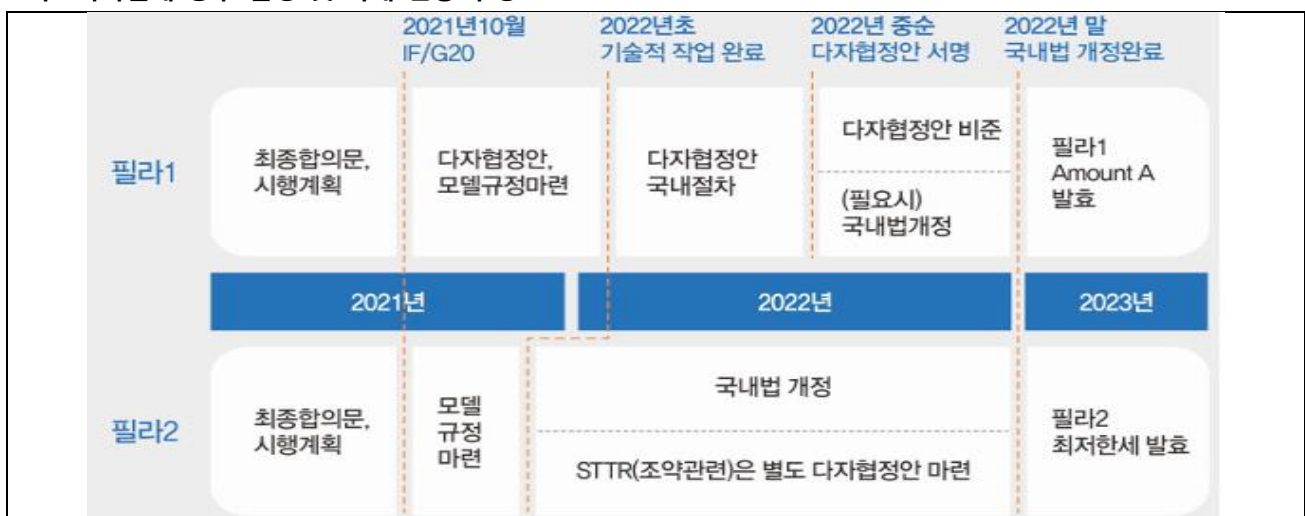 2021년10월
IF/G20
2022년초
기술적 작업 완료
2022년 중순
다자협정안 서명
2022년 말
국내법 개정완료
필라1
최종합의문,
시행계획
다자협정안,
모델규정마련
다자협정안
국내절차
다자협정안 비준
(필요시)
국내법개정
필라1
Amount A
발효
2021년
2022년
2023년
필라2
최종합의문,
시행계획
모델
규정
마련
국내법 개정
STTR(조약관련)은 별도 다자협정안 마련
필라2
최저한세 발효